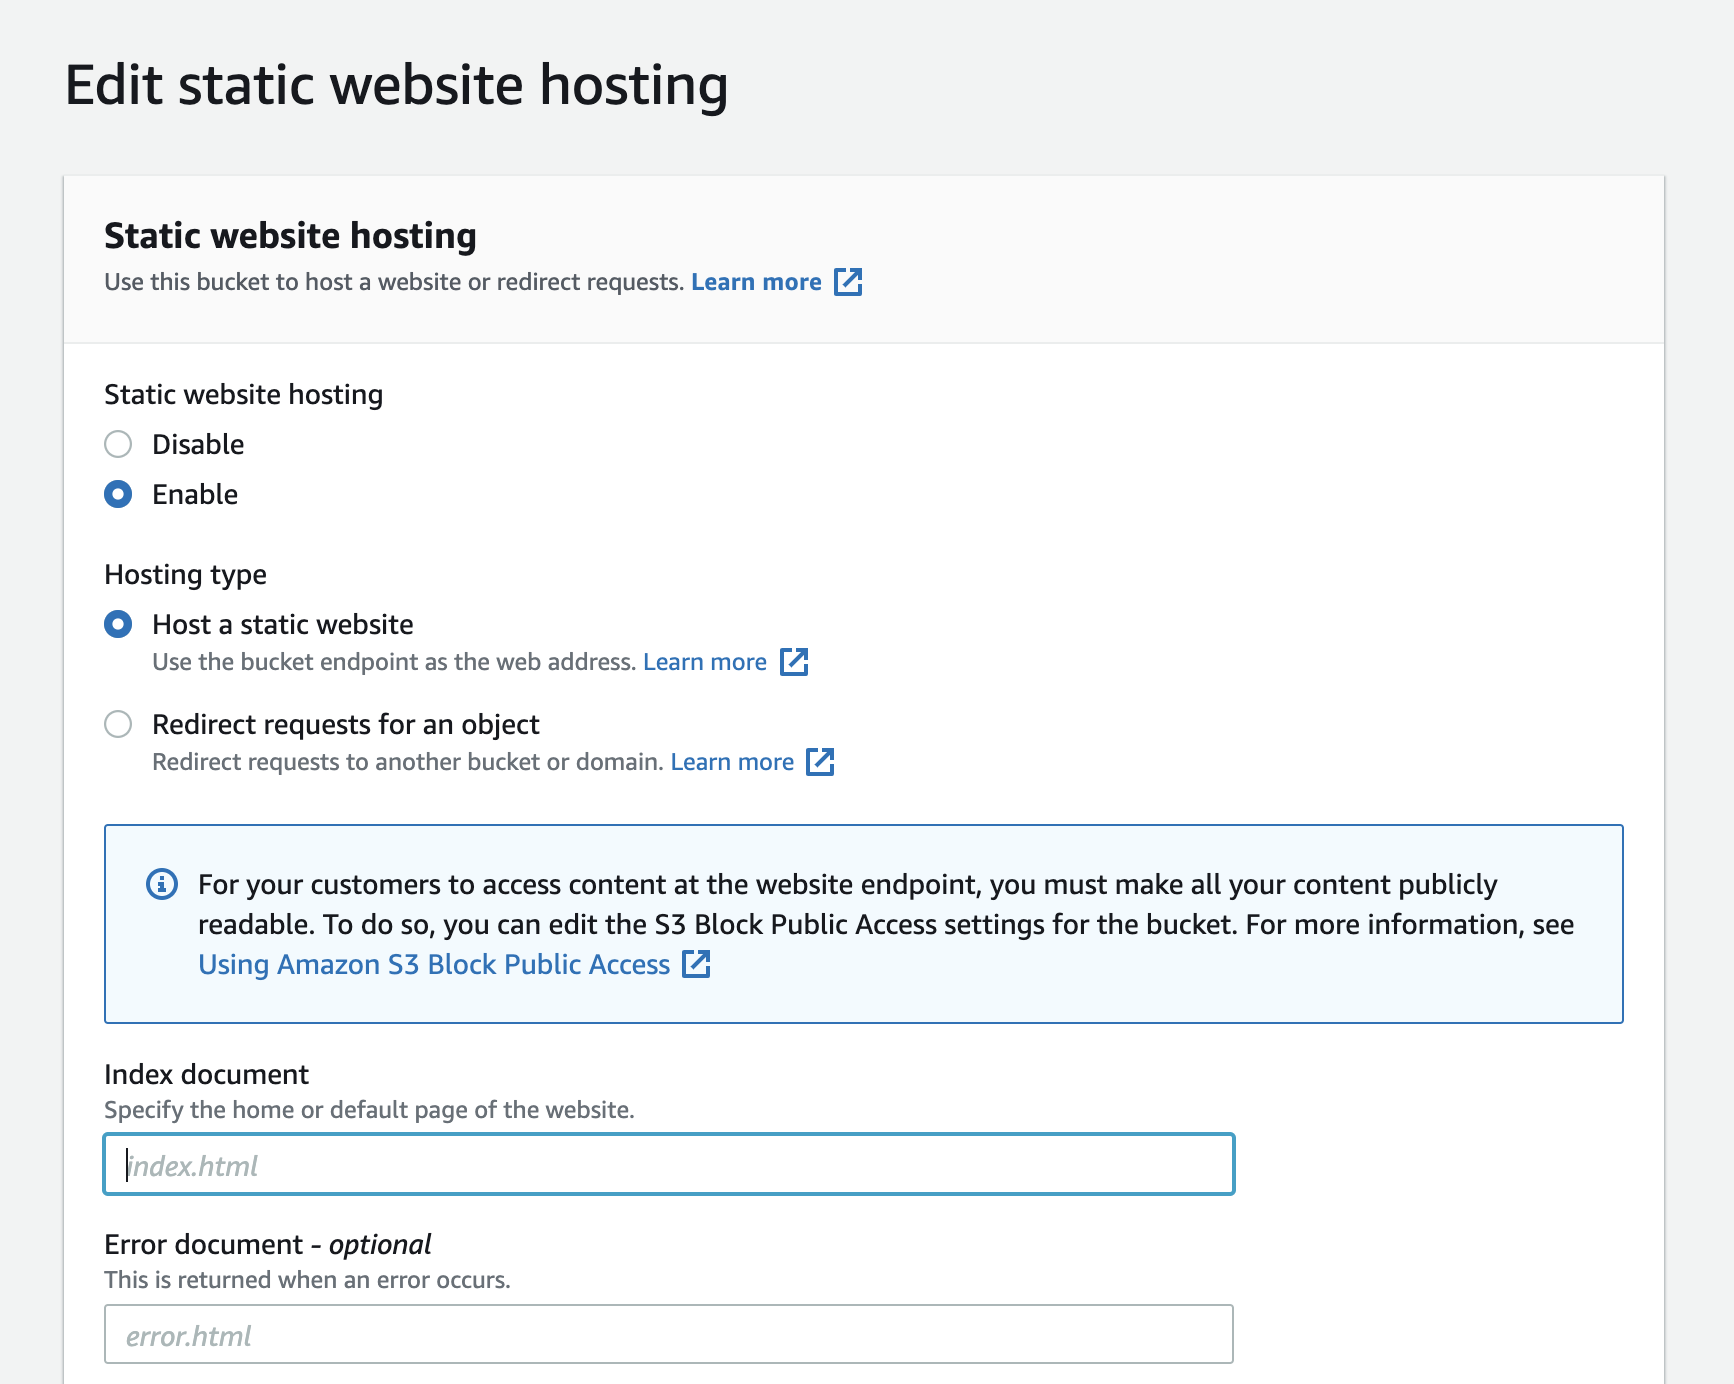 Edit static website hosting
Static website hosting
Use this bucket to host a website or redirect requests. Learn more
Static website hosting
Disable
Enable
Hosting type
Host a static website
Use the bucket endpoint as the web address. Learn more
Redirect requests for an object
Redirect requests to another bucket or domain. Learn more
For your customers to access content at the website endpoint, you must make all your content publicly
readable. To do so, you can edit the S3 Block Public Access settings for the bucket. For more information, see
Using Amazon S3 Block Public Access
Index document
Specify the home or default page of the website.
index.html
Error document - optional
This is returned when an error occurs.
error.html